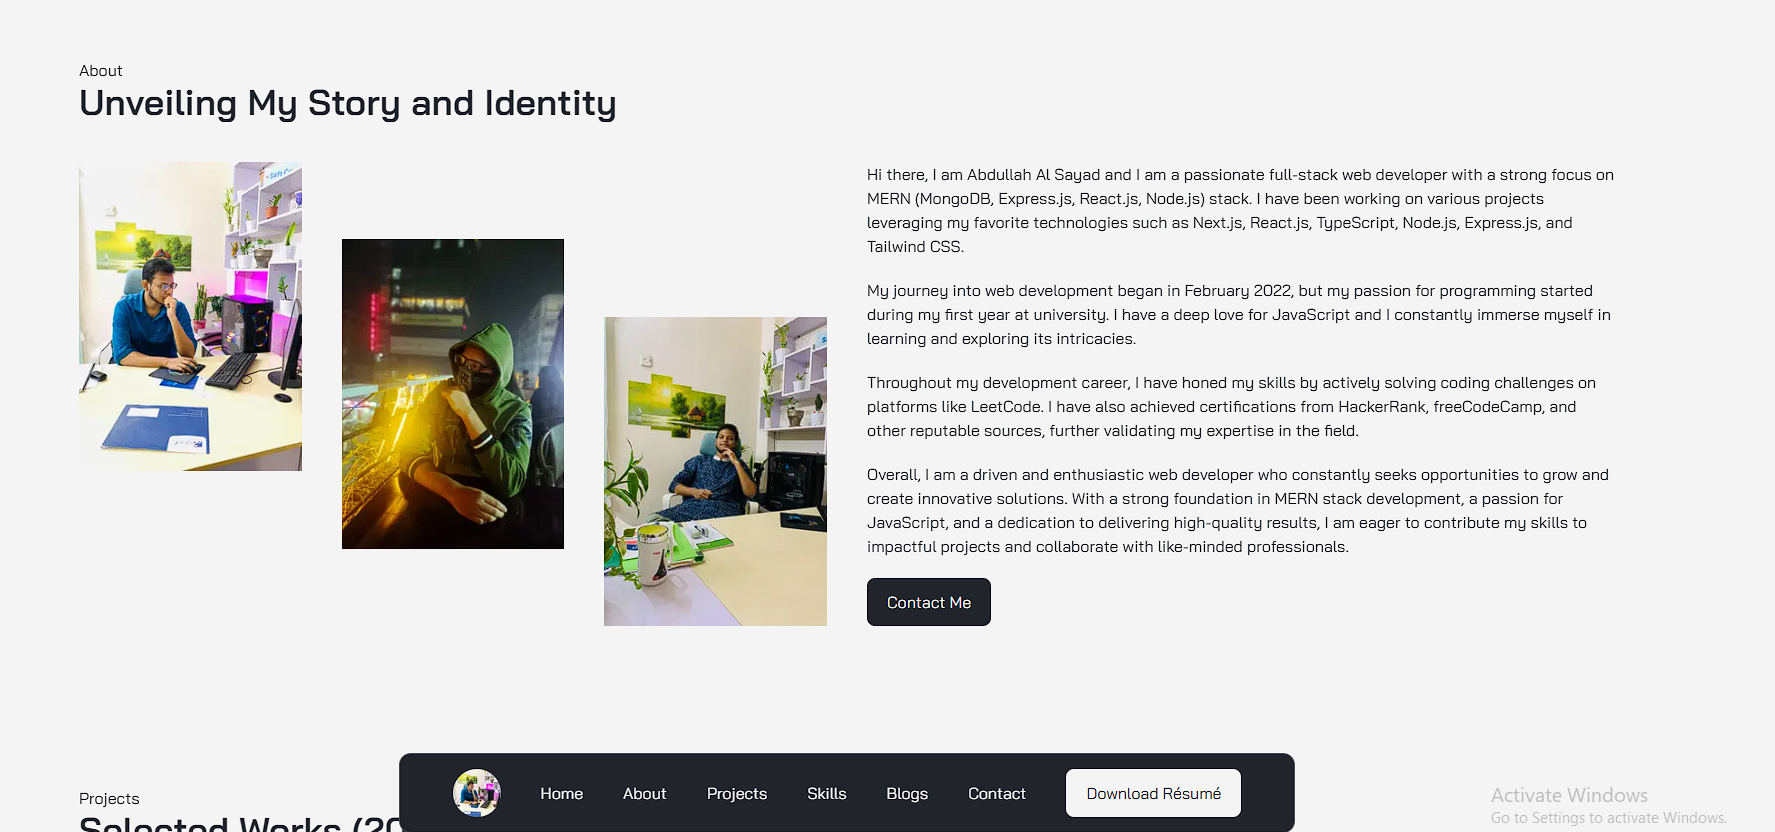 About
Unveiling My Story and Identity
Hi there, I am Abdullah Al Sayad and I am a passionate full-stack web developer with a strong focus on
MERN (MongoDB, Express.js, React.js, Node.js) stack. I have been working on various projects
leveraging my favorite technologies such as Next.js, React.js, TypeScript, Node.js, Express.js, and
Tailwind CSS.
My journey into web development began in February 2022, but my passion for programming started
during my first year at university. I have a deep love for JavaScript and I constantly immerse myself in
learning and exploring its intricacies.
Throughout my development career, I have honed my skills by actively solving coding challenges on
platforms like LeetCode. I have also achieved certifications from HackerRank, freeCodeCamp, and
other reputable sources, further validating my expertise in the field.
Overall, I am a driven and enthusiastic web developer who constantly seeks opportunities to grow and
create innovative solutions. With a strong foundation in MERN stack development, a passion for
JavaScript, and a dedication to delivering high-quality results, I am eager to contribute my skills to
impactful projects and collaborate with like-minded professionals.
Contact Me
Projects
Selected Works (20
Home About Projects Skills Blogs Contact Download Résumé
Activate Windows
Go to Settings to activate Windows.